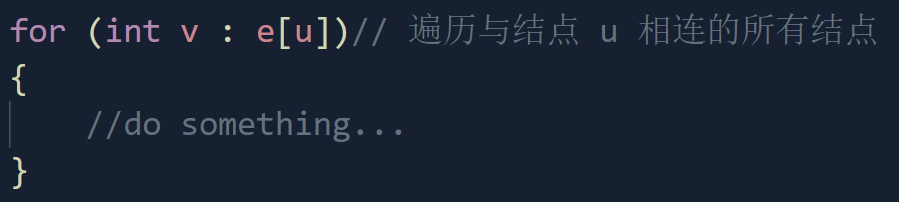 for (int v : e[u])// 遍历与结点 u 相连的所有结点
{
    //do something...
}